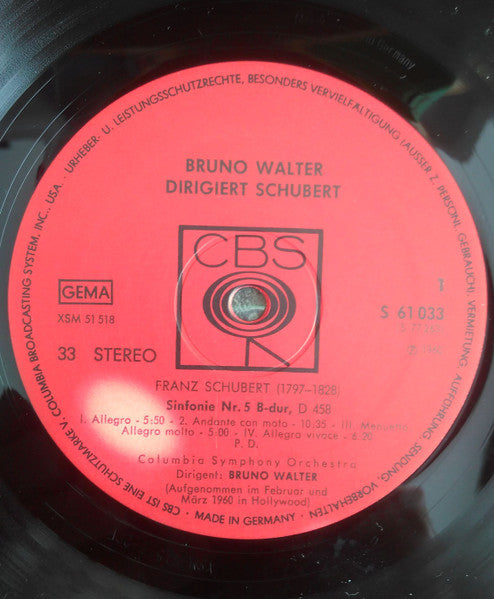 BRUNO WALTER
DIRIGIERT SCHUBERT
CBS
GEMA
XSM 51 518
33 STEREO
1
S 61 033
FRANZ SCHUBERT (1797-1828)
Sinfonie Nr. 5 B-dur, D 458
I. Allegro - 5:50 - 2. Andante con moto - 10:35 - III. Menuetto
Allegro molto - 5:00 - IV. Allegro vivace - 6:20
P. D.
Columbia Symphony Orchestra
Dirigent: BRUNO WALTER
(Aufgenommen im Februar und
März 1960 in Hollywood)
CBS IST EINE SCHUTZMARKE V. COLUMBIA BROADCASTING SYSTEM, INC., USA. · URHEBER- U. LEISTUNGSSCHUTZRECHTE, BESONDERS VERVIELFÄLTIGUNG (AUSSER Z. PERSÖNL. GEBRAUCH), VERMIETUNG, AUFFÜHRUNG, SENDUNG, VORBEHALTEN
· MADE IN GERMANY ·
Germany